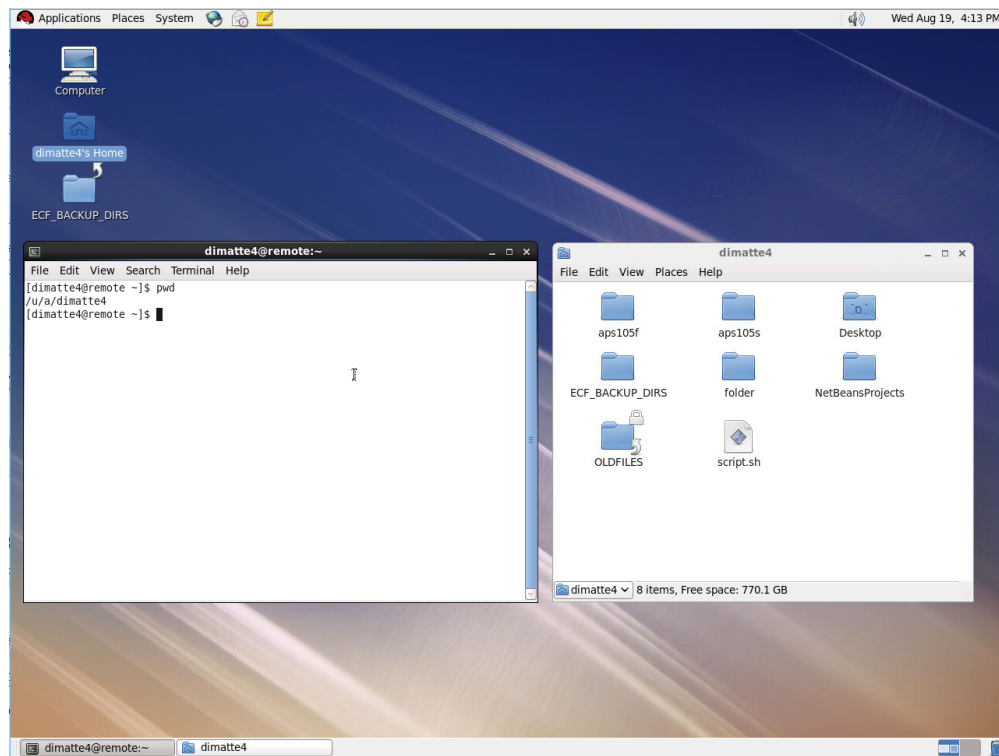 Applications Places System Wed Aug 19, 4:13 PM
Computer
dimatte4's Home
ECF_BACKUP_DIRS
dimatte4@remote:~
File Edit View Search Terminal Help
[dimatte4@remote ~]$ pwd
/u/a/dimatte4
[dimatte4@remote ~]$
dimatte4
File Edit View Places Help
aps105f aps105s Desktop
ECF_BACKUP_DIRS folder NetBeansProjects
OLDFILES script.sh
dimatte4 8 items, Free space: 770.1 GB
dimatte4@remote:~ dimatte4